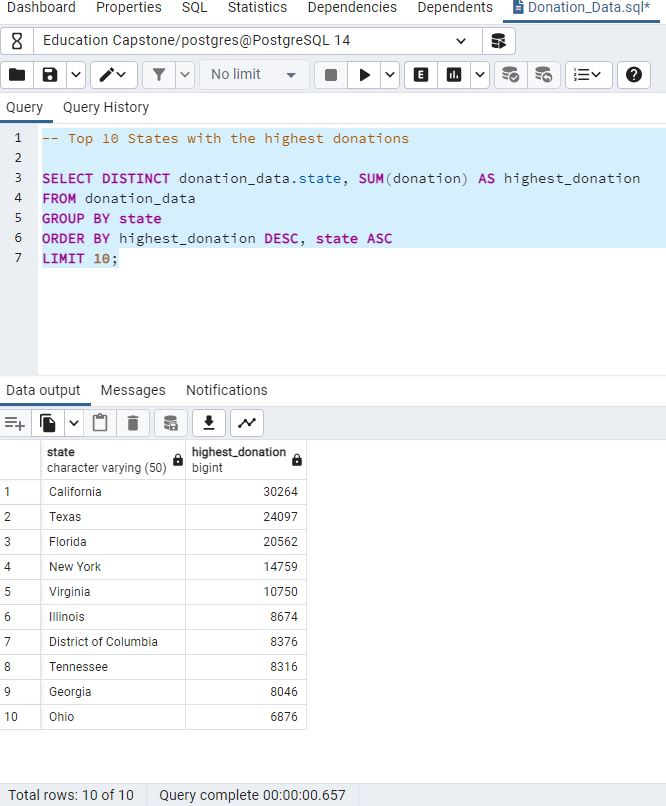 Dashboard Properties SQL Statistics Dependencies Dependents Donation_Data.sql*
Education Capstone/postgres@PostgreSQL 14
No limit E ?
Query Query History
1 -- Top 10 States with the highest donations
2
3 SELECT DISTINCT donation_data.state, SUM(donation) AS highest_donation
4 FROM donation_data
5 GROUP BY state
6 ORDER BY highest_donation DESC, state ASC
7 LIMIT 10;
Data output Messages Notifications
state highest_donation
character varying (50) bigint
1 California 30264
2 Texas 24097
3 Florida 20562
4 New York 14759
5 Virginia 10750
6 Illinois 8674
7 District of Columbia 8376
8 Tennessee 8316
9 Georgia 8046
10 Ohio 6876
Total rows: 10 of 10 Query complete 00:00:00.657